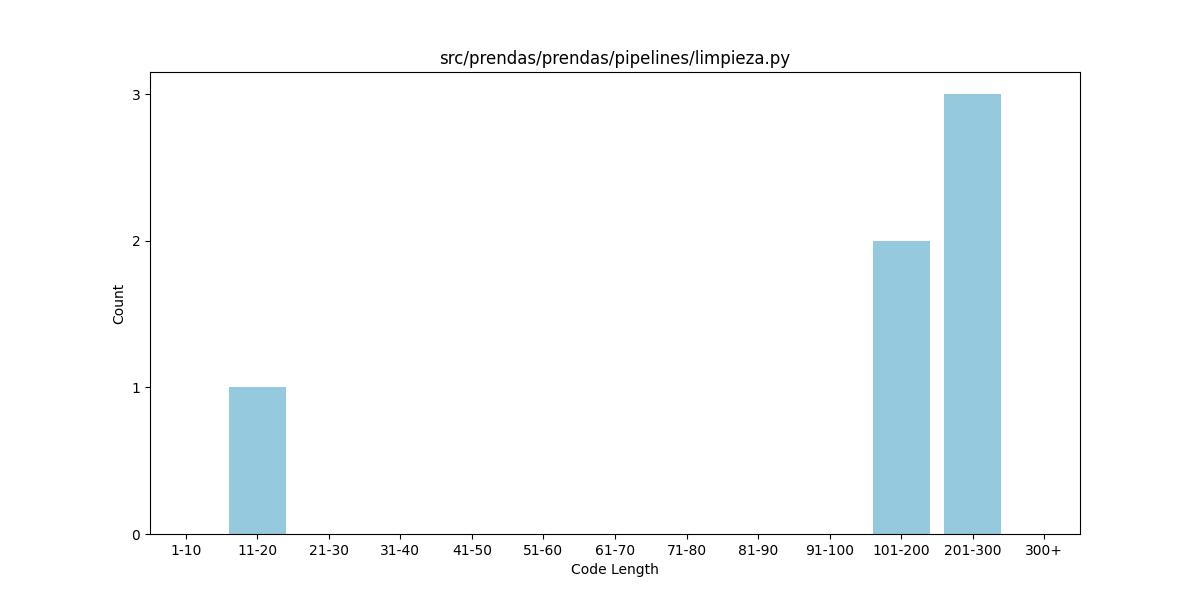 src/prendas/prendas/pipelines/limpieza.py
3
2
1
0
Count
1-10 11-20 21-30 31-40 41-50 51-60 61-70 71-80 81-90 91-100 101-200 201-300 300+
Code Length